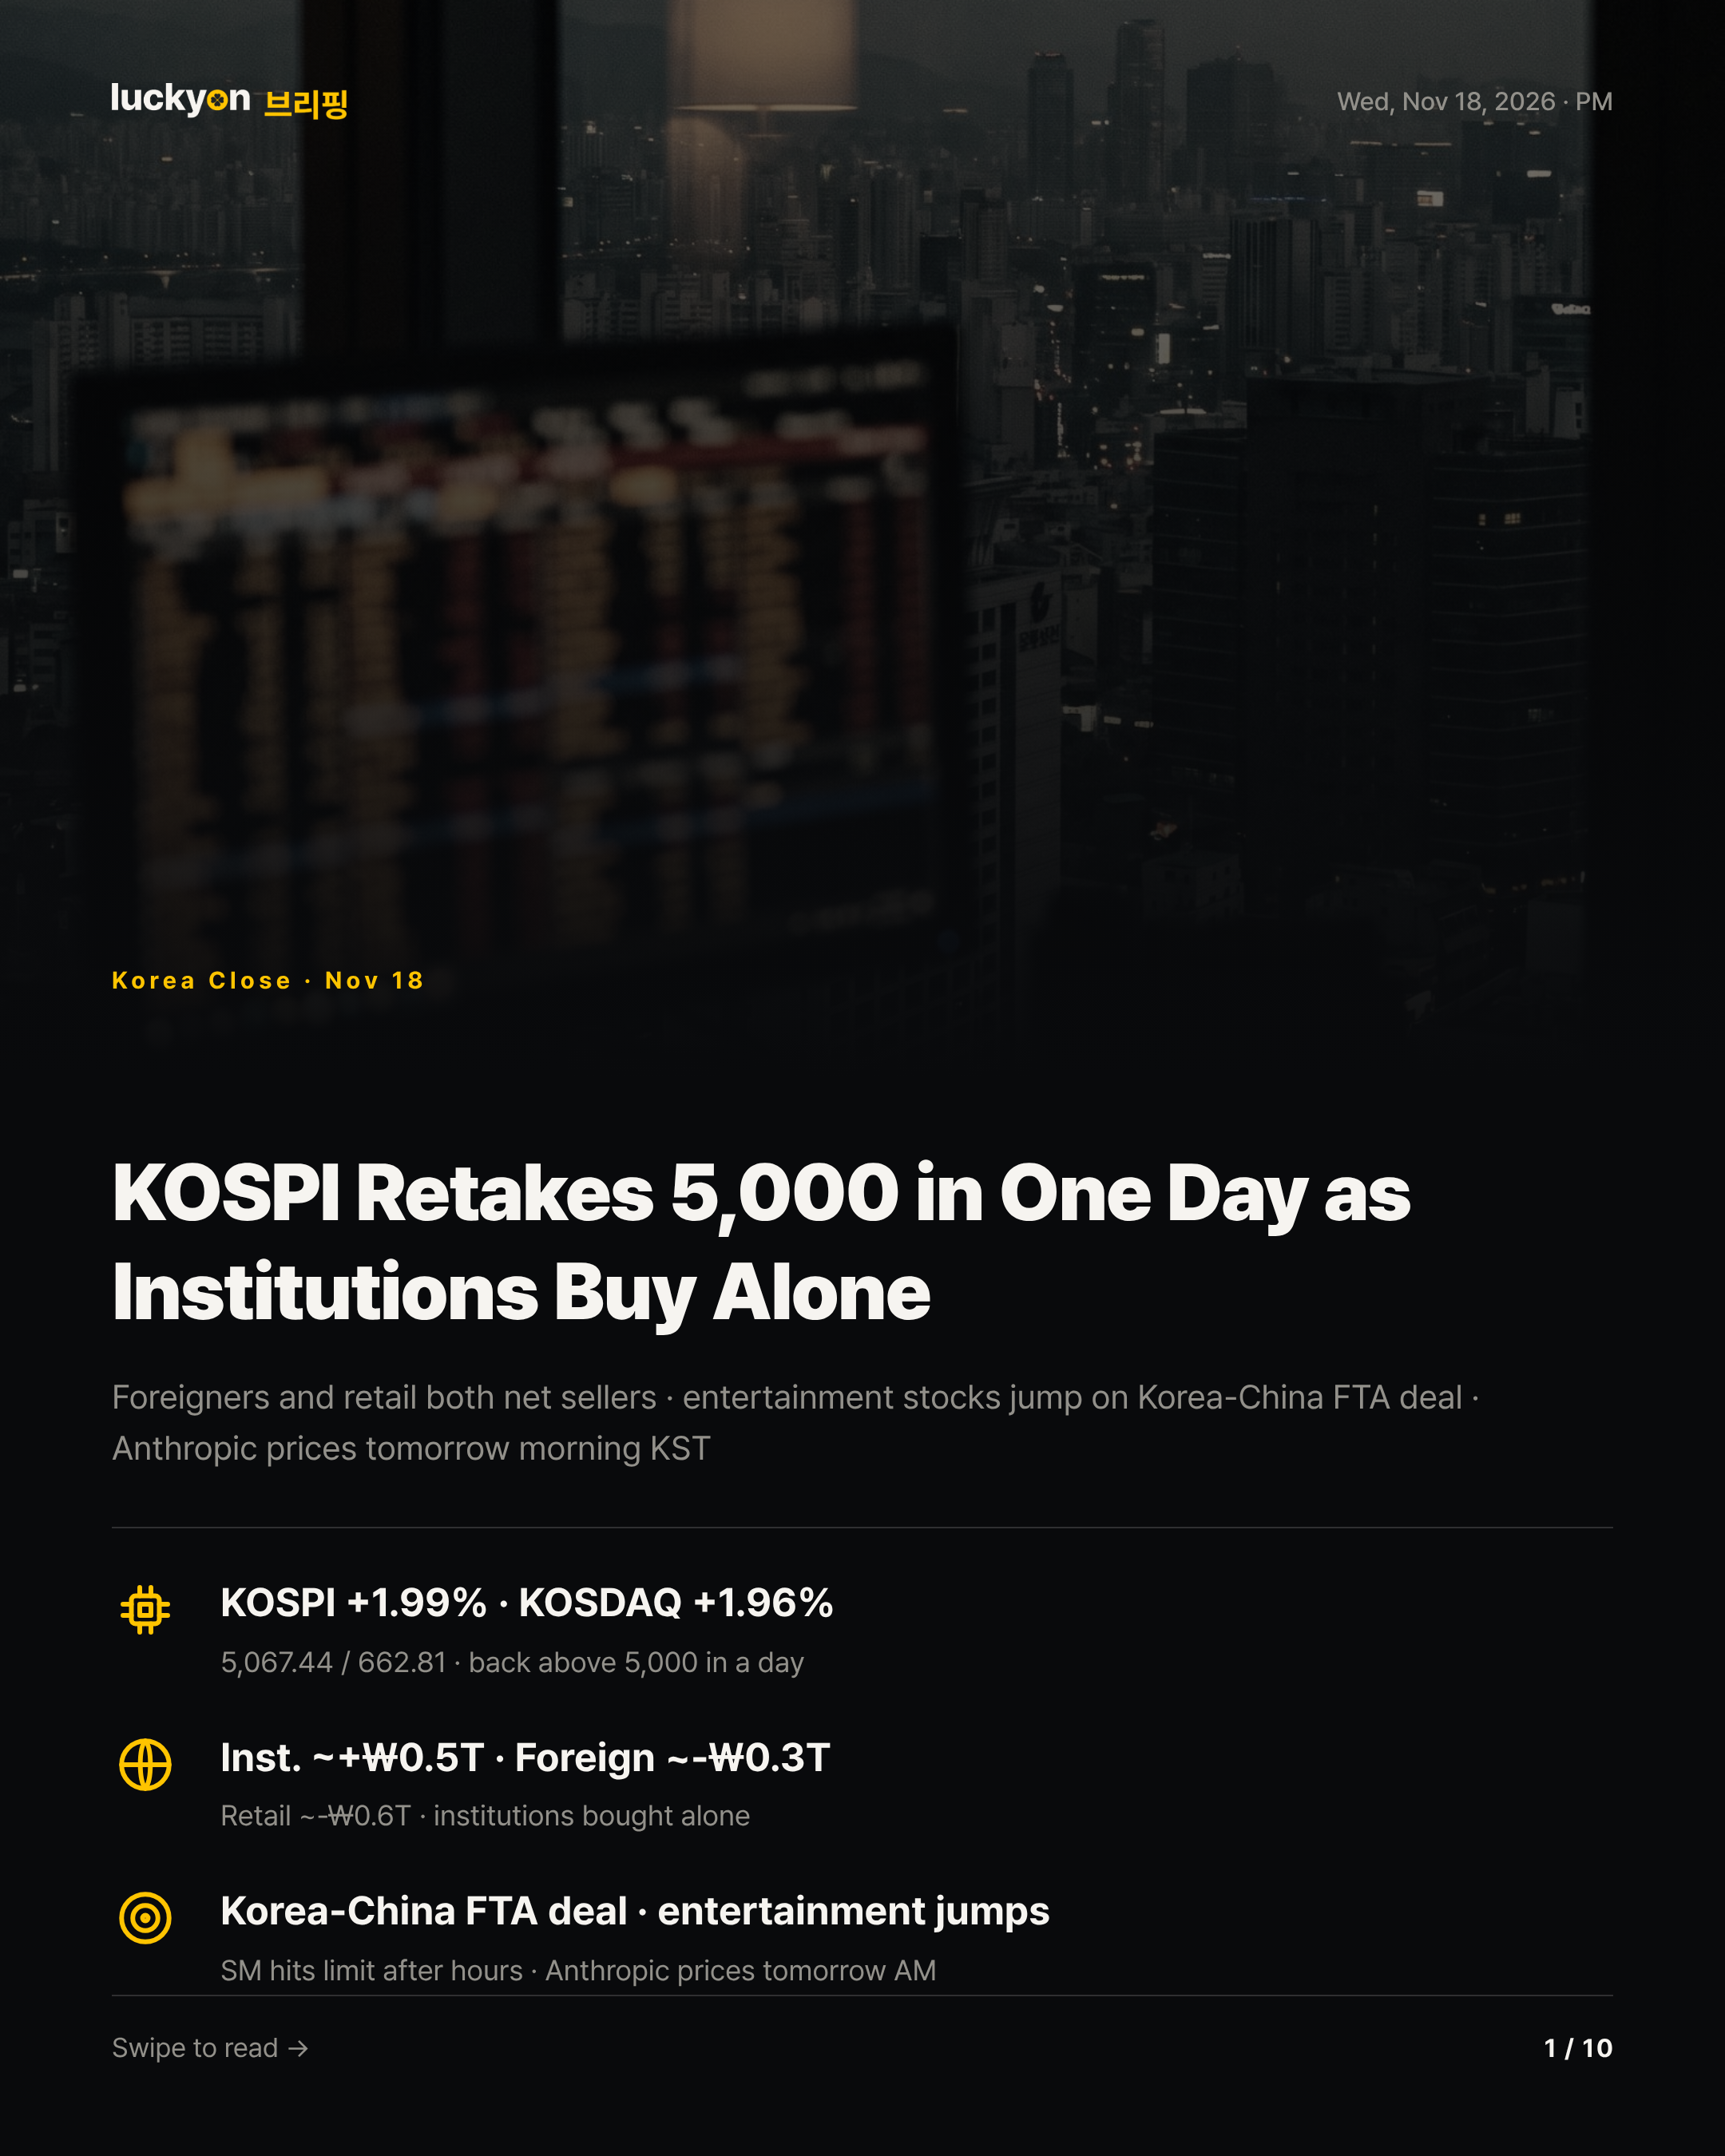 luckyon 브리핑
Wed, Nov 18, 2026 · PM
Korea Close · Nov 18
KOSPI Retakes 5,000 in One Day as
Institutions Buy Alone
Foreigners and retail both net sellers · entertainment stocks jump on Korea-China FTA deal ·
Anthropic prices tomorrow morning KST
KOSPI +1.99% · KOSDAQ +1.96%
5,067.44 / 662.81 · back above 5,000 in a day
Inst. ~+₩0.5T · Foreign ~-₩0.3T
Retail ~-₩0.6T · institutions bought alone
Korea-China FTA deal · entertainment jumps
SM hits limit after hours · Anthropic prices tomorrow AM
Swipe to read →
1 / 10